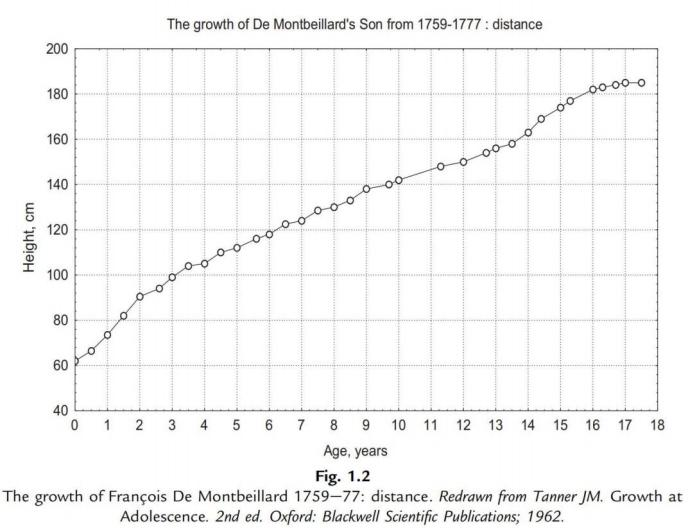 The growth of De Montbeillard's Son from 1759-1777 : distance
200
180
160
140
120
100
80
60
40
Height, cm
0 1 2 3 4 5 6 7 8 9 10 11 12 13 14 15 16 17 18
Age, years
Fig. 1.2
The growth of François De Montbeillard 1759–77: distance. Redrawn from Tanner JM. Growth at
Adolescence. 2nd ed. Oxford: Blackwell Scientific Publications; 1962.